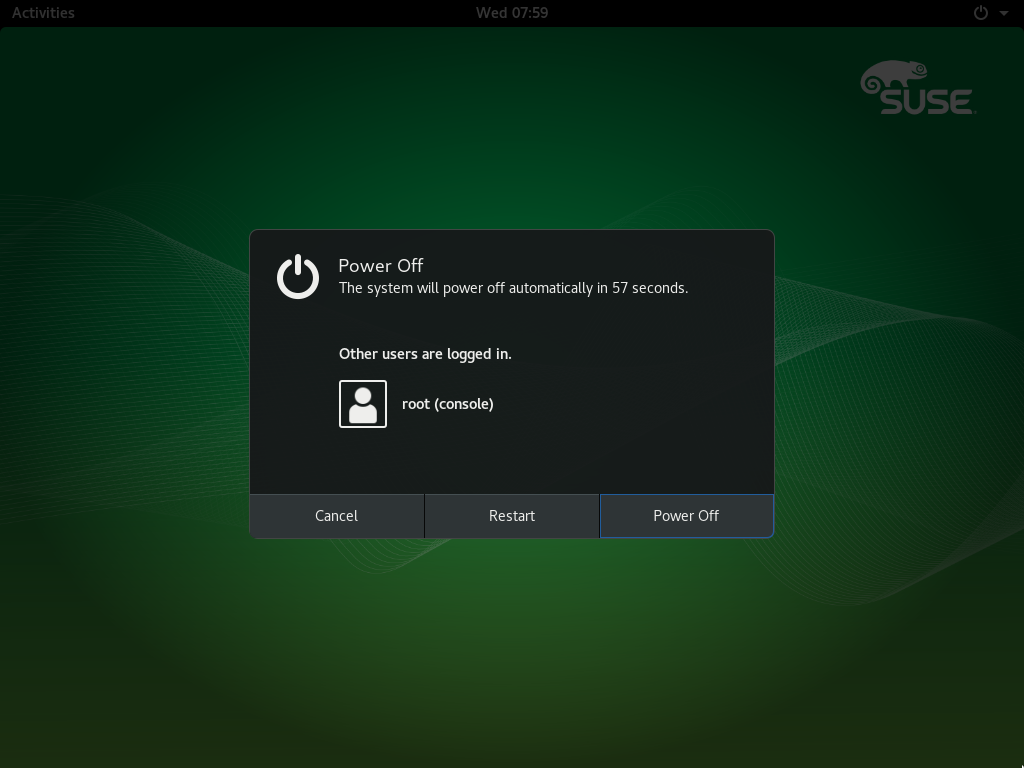 Activities
Wed 07:59
SUSE
Power Off
The system will power off automatically in 57 seconds.
Other users are logged in.
root (console)
Cancel
Restart
Power Off